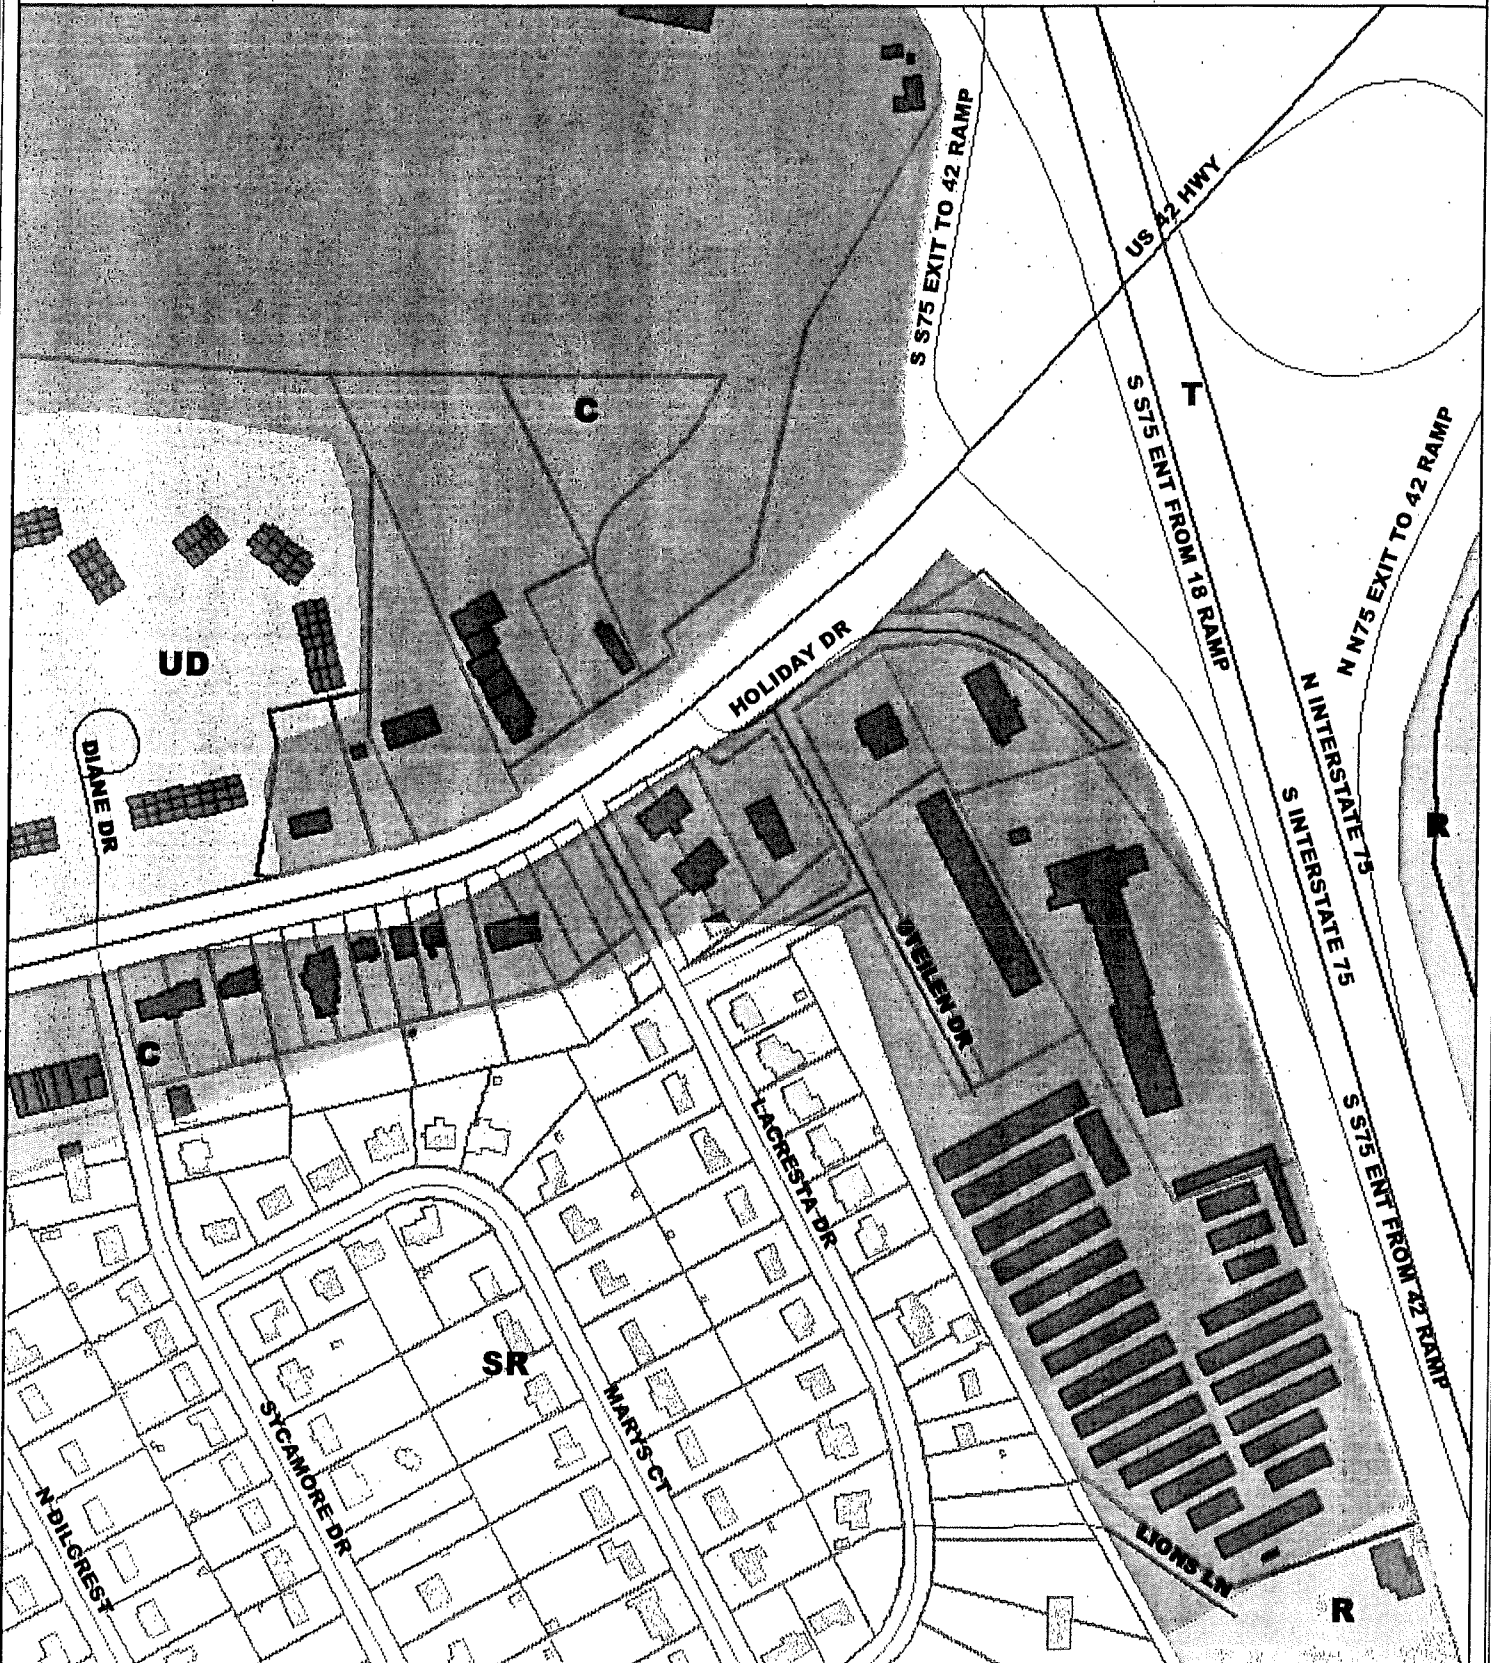 S S75 EXIT TO 42 RAMP
US 42 HWY
C
T
S S75 ENT FROM 18 RAMP
N N75 EXIT TO 42 RAMP
UD
HOLIDAY DR
N INTERSTATE 75
DIANE DR
S INTERSTATE 75
R
STEILEN DR
C
LACRESTA DR
S S75 ENT FROM 42 RAMP
SR
SYCAMORE DR
MARYS CT
N DILCREST
LIONS LN
R